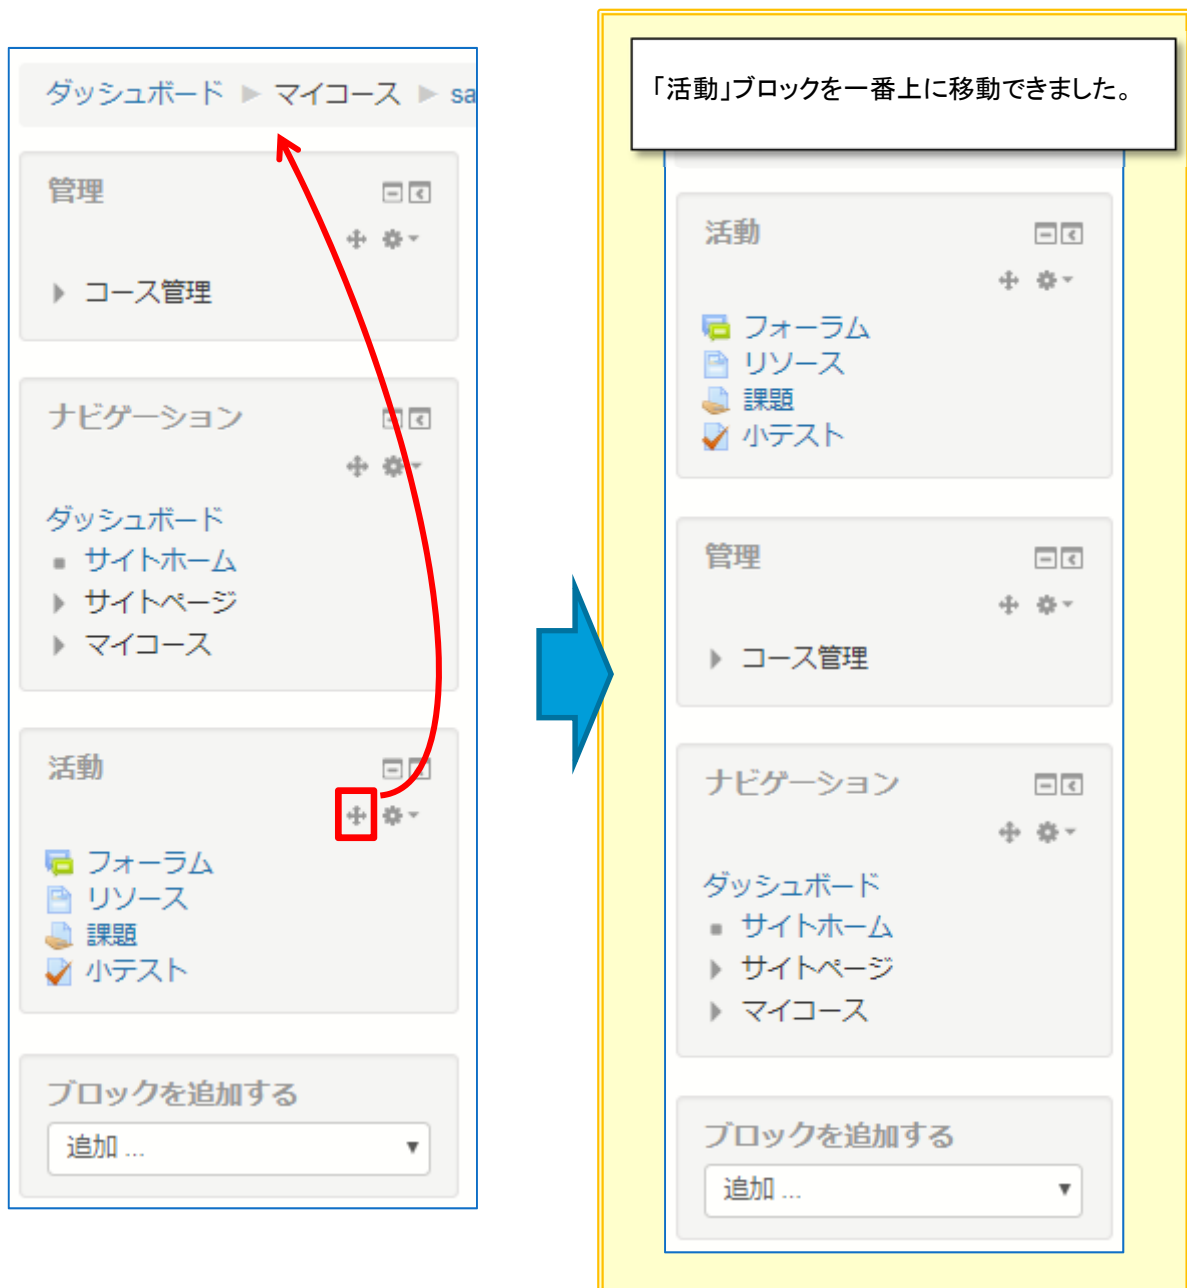 ダッシュボード ▶ マイコース ▶ sa
管理
コース管理
ナビゲーション
ダッシュボード
サイトホーム
サイトページ
マイコース
活動
フォーラム
リソース
課題
小テスト
ブロックを追加する
追加 ...
「活動」ブロックを一番上に移動できました。
活動
フォーラム
リソース
課題
小テスト
管理
コース管理
ナビゲーション
ダッシュボード
サイトホーム
サイトページ
マイコース
ブロックを追加する
追加 ...